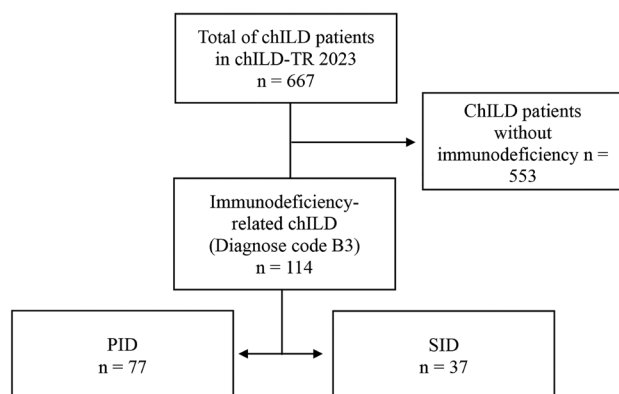 Total of chILD patients
in chILD-TR 2023
n = 667
ChILD patients
without
immunodeficiency n =
553
Immunodeficiency-
related chILD
(Diagnose code B3)
n = 114
PID
n = 77
SID
n = 37